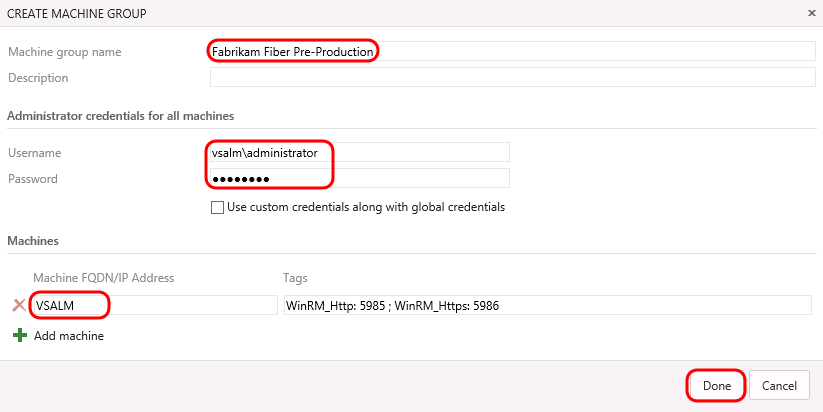 CREATE MACHINE GROUP ×
Machine group name Fabrikam Fiber Pre-Production
Description
Administrator credentials for all machines
Username vsalm\administrator
Password ●●●●●●●●
Use custom credentials along with global credentials
Machines
Machine FQDN/IP Address Tags
VSALM WinRM_Http: 5985 ; WinRM_Https: 5986
Add machine
Done Cancel